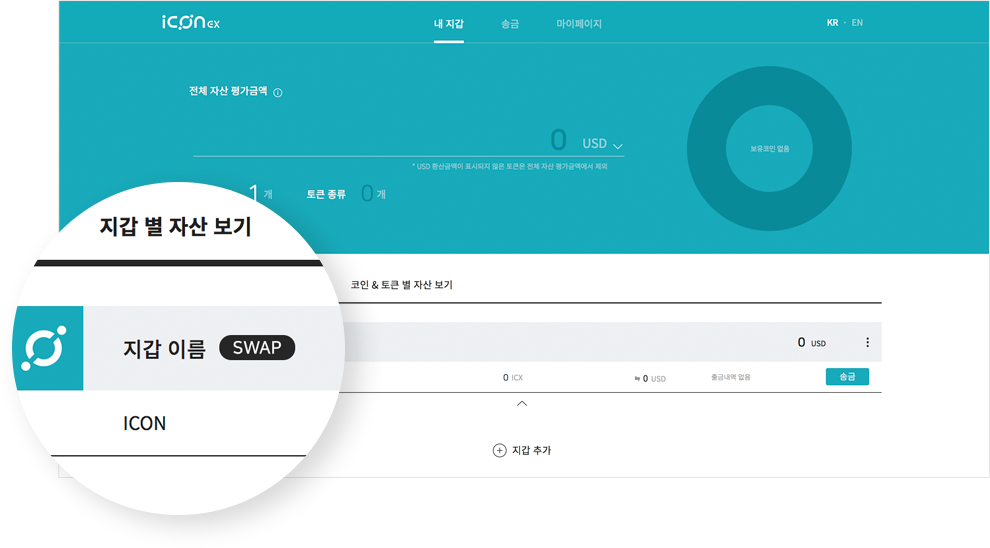 icon ex
내 지갑
송금
마이페이지
KR · EN
전체 자산 평가금액
0 USD
* USD 환산금액이 표시되지 않은 토큰은 전체 자산 평가금액에서 제외
1 개 토큰 종류 0 개
보유코인 없음
지갑 별 자산 보기
코인 & 토큰 별 자산 보기
지갑 이름 SWAP
0 USD
ICON
0 ICX
≒ 0 USD
출금내역 없음
송금
지갑 추가